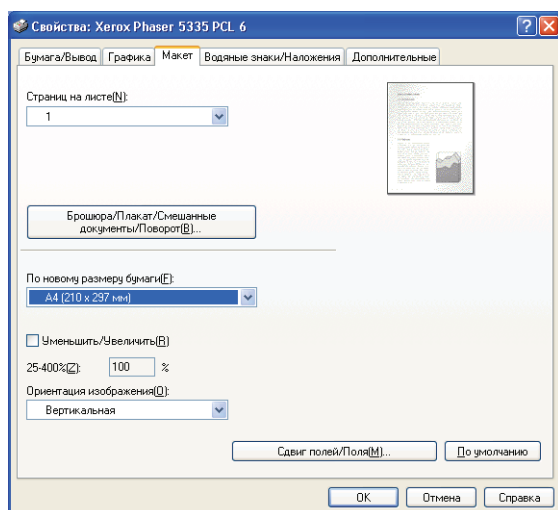 Свойства: Xerox Phaser 5335 PCL 6
Бумага/Вывод Графика Макет Водяные знаки/Наложения Дополнительные
Страниц на листе(N):
1
Брошюра/Плакат/Смешанные
документы/Поворот(B)...
По новому размеру бумаги(F):
A4 (210 x 297 мм)
Уменьшить/Увеличить(R)
25-400%(Z): 100 %
Ориентация изображения(O):
Вертикальная
Сдвиг полей/Поля(M)... По умолчанию
OK Отмена Справка